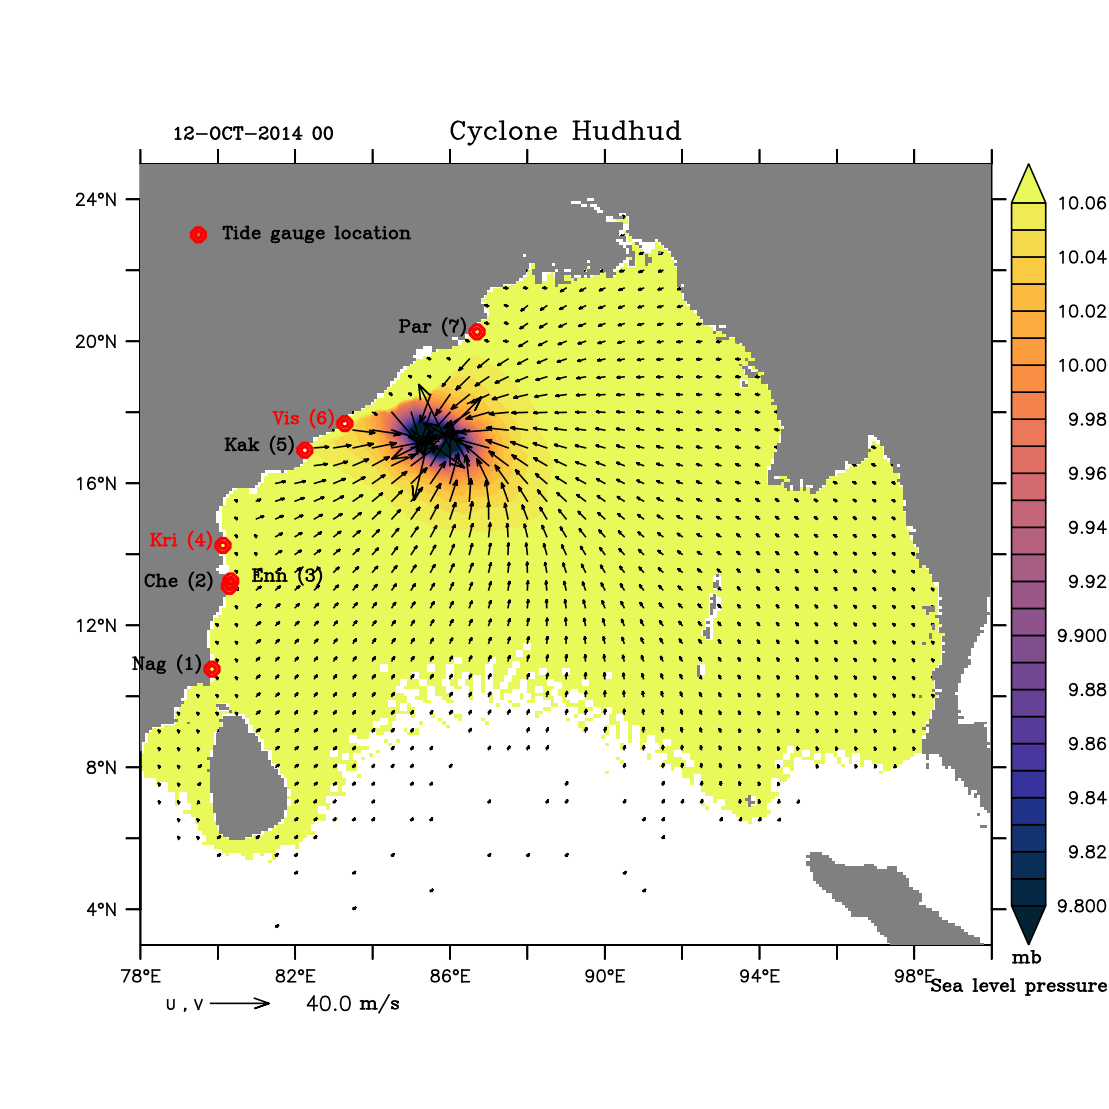 12-OCT-2014 00
Cyclone Hudhud
24°N
20°N
16°N
12°N
8°N
4°N
Tide gauge location
Par (7)
Vis (6)
Kak (5)
Kri (4)
Enn (3)
Che (2)
Nag (1)
78°E
82°E
86°E
90°E
94°E
98°E
U , V
40.0 m/s
10.06
10.04
10.02
10.00
9.98
9.96
9.94
9.92
9.900
9.88
9.86
9.84
9.82
9.800
mb
Sea level pressure